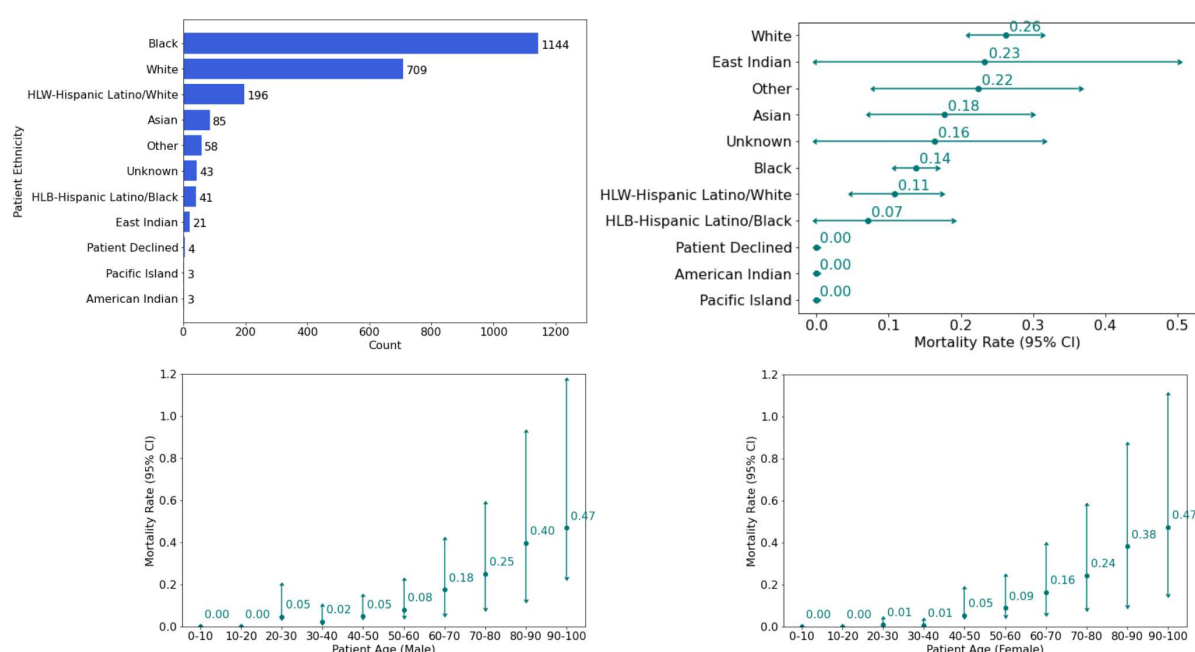 Patient Ethnicity
Black 1144
White 709
HLW-Hispanic Latino/White 196
Asian 85
Other 58
Unknown 43
HLB-Hispanic Latino/Black 41
East Indian 21
Patient Declined 4
Pacific Island 3
American Indian 3
0 200 400 600 800 1000 1200
Count
White 0.26
East Indian 0.23
Other 0.22
Asian 0.18
Unknown 0.16
Black 0.14
HLW-Hispanic Latino/White 0.11
HLB-Hispanic Latino/Black 0.07
Patient Declined 0.00
American Indian 0.00
Pacific Island 0.00
0.0 0.1 0.2 0.3 0.4 0.5
Mortality Rate (95% CI)
Mortality Rate (95% CI)
1.2
1.0
0.8
0.6
0.4
0.2
0.0
0.00 0.00 0.05 0.02 0.05 0.08 0.18 0.25 0.40 0.47
0-10 10-20 20-30 30-40 40-50 50-60 60-70 70-80 80-90 90-100
Patient Age (Male)
Mortality Rate (95% CI)
1.2
1.0
0.8
0.6
0.4
0.2
0.0
0.00 0.00 0.01 0.01 0.05 0.09 0.16 0.24 0.38 0.47
0-10 10-20 20-30 30-40 40-50 50-60 60-70 70-80 80-90 90-100
Patient Age (Female)